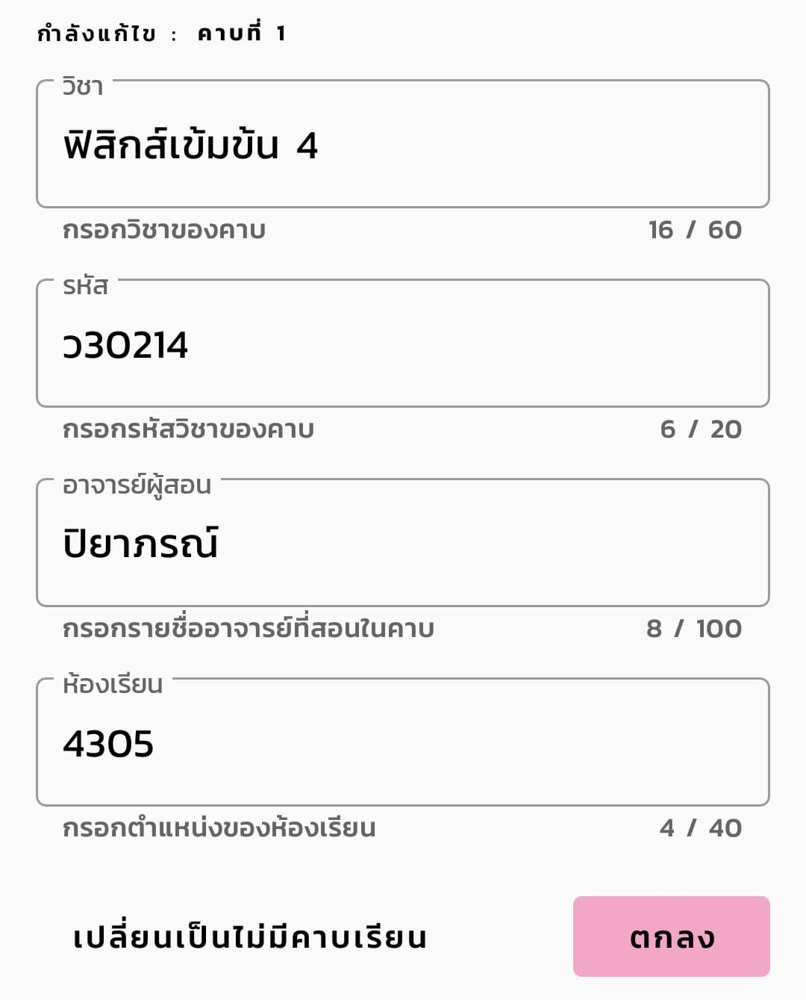 กำลังแก้ไข : คาบที่ 1
วิชา
ฟิสิกส์เข้มข้น 4
กรอกวิชาของคาบ 16 / 60
รหัส
ว30214
กรอกรหัสวิชาของคาบ 6 / 20
อาจารย์ผู้สอน
ปิยาภรณ์
กรอกรายชื่ออาจารย์ที่สอนในคาบ 8 / 100
ห้องเรียน
4305
กรอกตำแหน่งของห้องเรียน 4 / 40
เปลี่ยนเป็นไม่มีคาบเรียน ตกลง